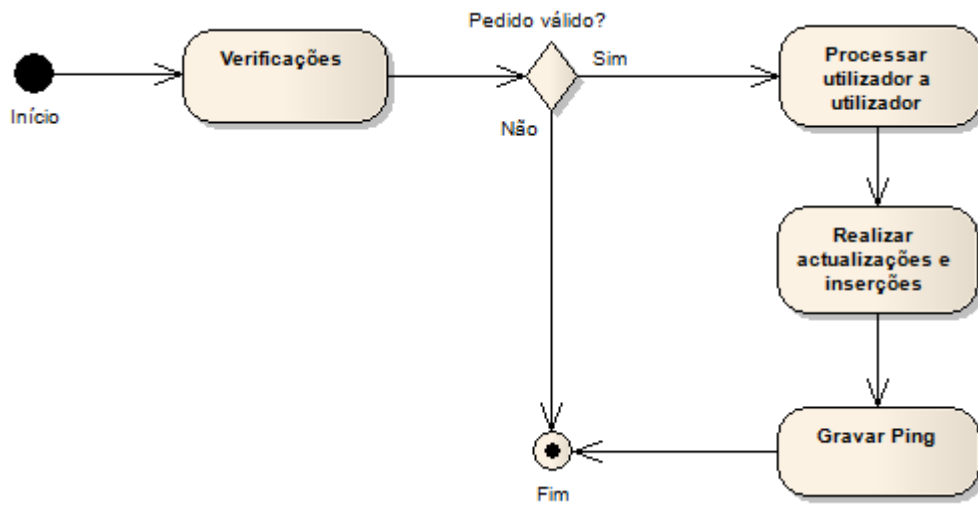 Pedido válido?
Início
Verificações
Sim
Não
Processar
utilizador a
utilizador
Realizar
actualizações e
inserções
Gravar Ping
Fim